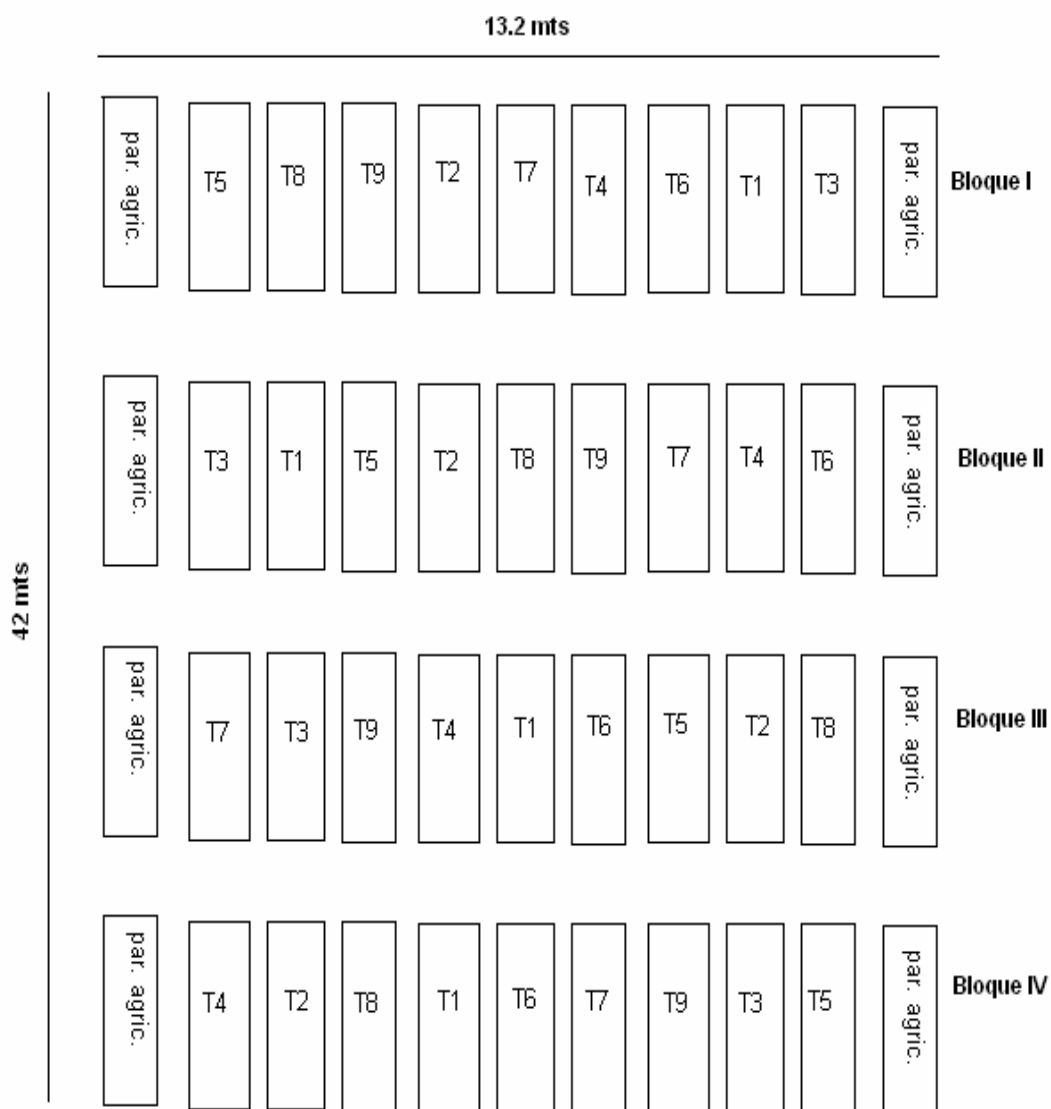 13.2 mts
par. agric.
T5
T8
T9
T2
T7
T4
T6
T1
T3
par. agric.
Bloque I
par. agric.
T3
T1
T5
T2
T8
T9
T7
T4
T6
par. agric.
Bloque II
42 mts
par. agric.
T7
T3
T9
T4
T1
T6
T5
T2
T8
par. agric.
Bloque III
par. agric.
T4
T2
T8
T1
T6
T7
T9
T3
T5
par. agric.
Bloque IV